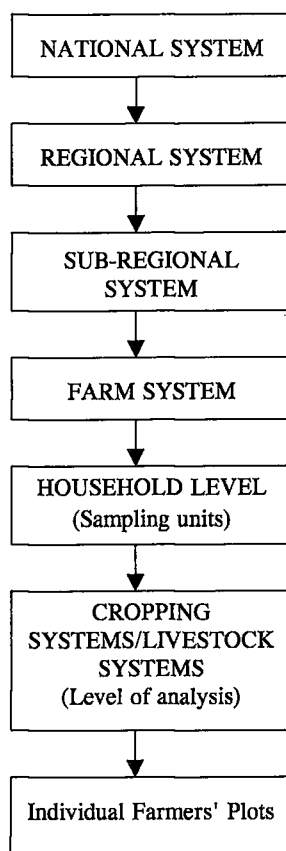 NATIONAL SYSTEM
REGIONAL SYSTEM
SUB-REGIONAL
SYSTEM
FARM SYSTEM
HOUSEHOLD LEVEL
(Sampling units)
CROPPING
SYSTEMS/LIVESTOCK
SYSTEMS
(Level of analysis)
Individual Farmers' Plots